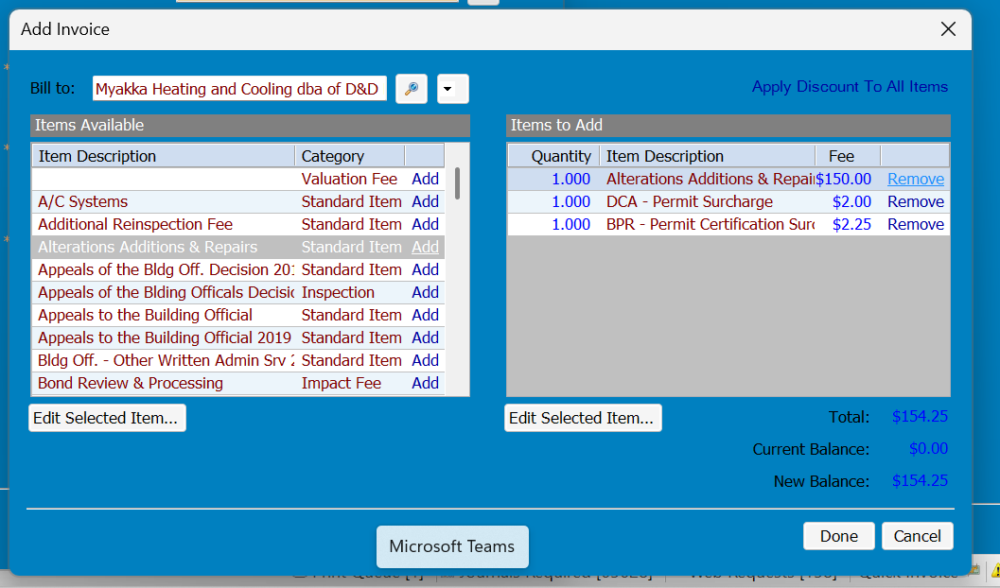 Add Invoice
Bill to: Myakka Heating and Cooling dba of D&D
Apply Discount To All Items
Items Available
Item Description Category
Valuation Fee Add
A/C Systems Standard Item Add
Additional Reinspection Fee Standard Item Add
Alterations Additions & Repairs Standard Item Add
Appeals of the Bldg Off. Decision 201 Standard Item Add
Appeals of the Blding Officals Decisic Inspection Add
Appeals to the Building Official Standard Item Add
Appeals to the Building Official 2019 Standard Item Add
Bldg Off. - Other Written Admin Srv 2 Standard Item Add
Bond Review & Processing Impact Fee Add
Edit Selected Item...
Items to Add
Quantity Item Description Fee
1.000 Alterations Additions & Repair $150.00 Remove
1.000 DCA - Permit Surcharge $2.00 Remove
1.000 BPR - Permit Certification Surc $2.25 Remove
Edit Selected Item...
Total: $154.25
Current Balance: $0.00
New Balance: $154.25
Microsoft Teams
Done Cancel